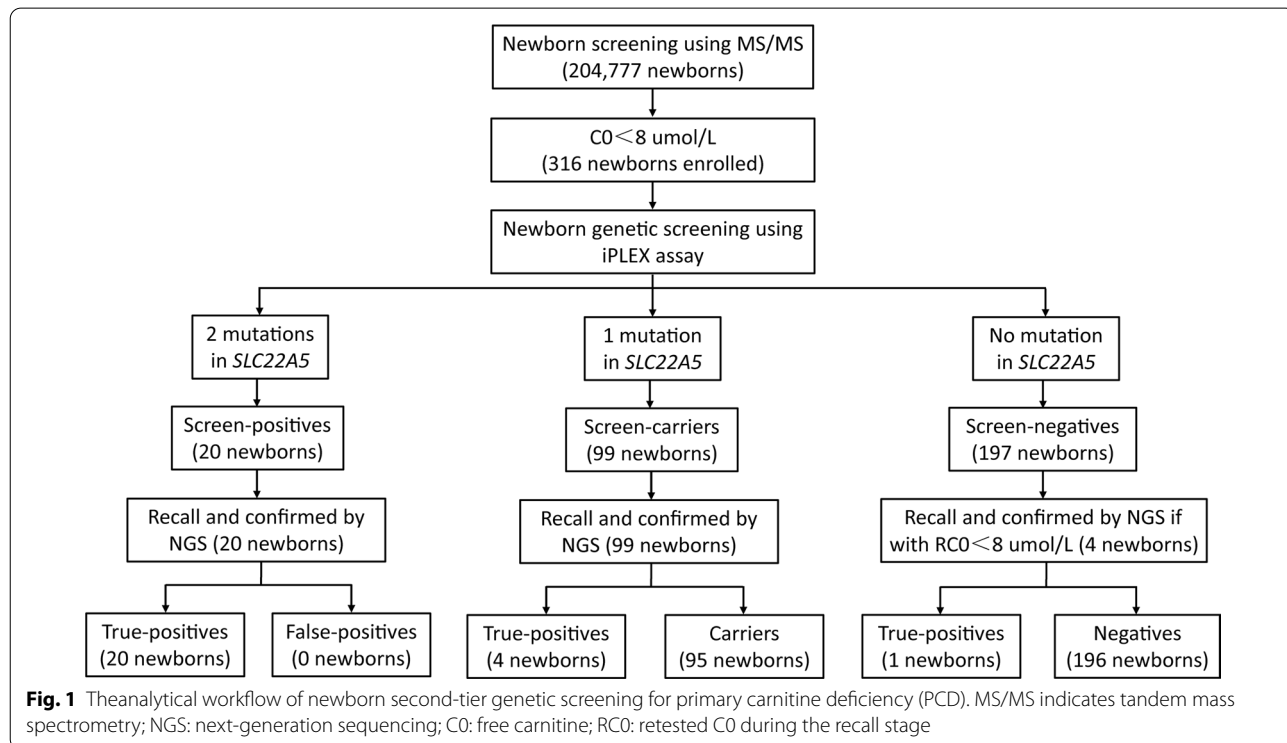 Newborn screening using MS/MS
(204,777 newborns)
C0＜8 umol/L
(316 newborns enrolled)
Newborn genetic screening using
iPLEX assay
2 mutations
in SLC22A5
1 mutation
in SLC22A5
No mutation
in SLC22A5
Screen-positives
(20 newborns)
Screen-carriers
(99 newborns)
Screen-negatives
(197 newborns)
Recall and confirmed by
NGS (20 newborns)
Recall and confirmed by
NGS (99 newborns)
Recall and confirmed by NGS if
with RC0＜8 umol/L (4 newborns)
True-positives
(20 newborns)
False-positives
(0 newborns)
True-positives
(4 newborns)
Carriers
(95 newborns)
True-positives
(1 newborns)
Negatives
(196 newborns)
Fig. 1 Theanalytical workflow of newborn second-tier genetic screening for primary carnitine deficiency (PCD). MS/MS indicates tandem mass
spectrometry; NGS: next-generation sequencing; C0: free carnitine; RC0: retested C0 during the recall stage